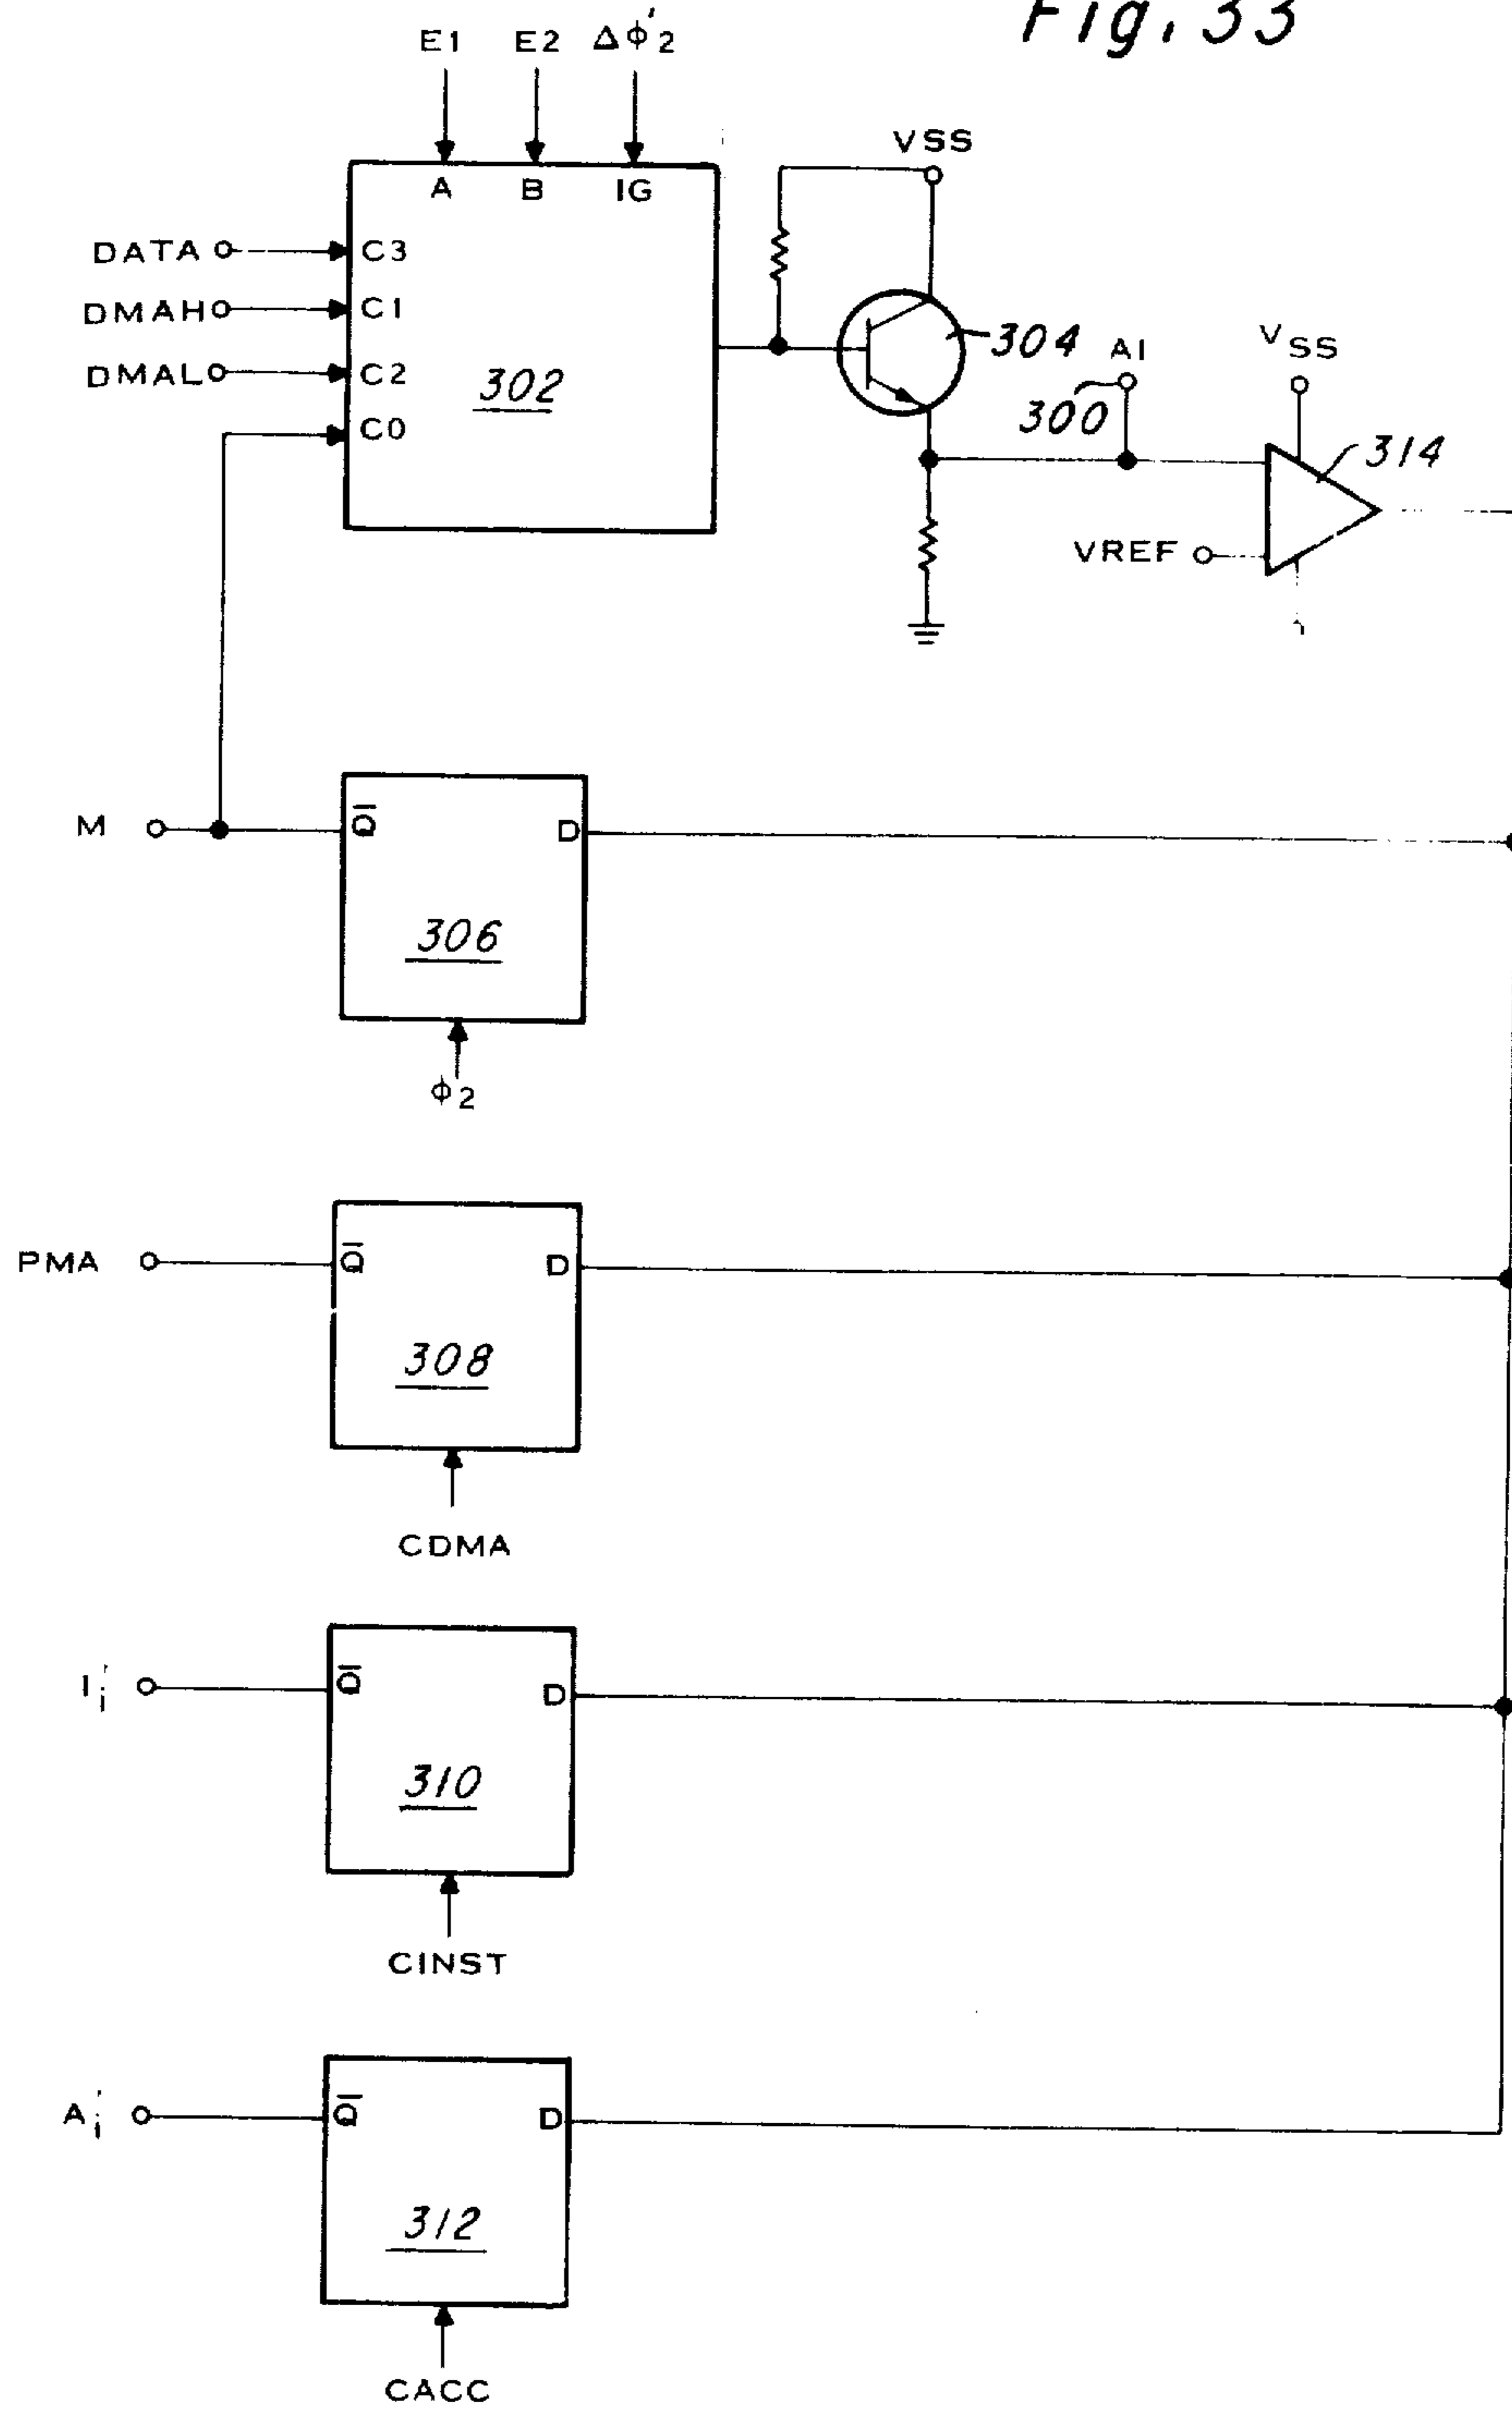 Fig. 33
E1 E2 Δϕ'2
VSS
A B IG
DATA C3
DMAH C1
DMAL C2
C0
302
304
A1
300
VSS
314
VREF
M
Q̅ D
306
ϕ2
PMA
Q̅ D
308
CDMA
I'i
Q̅ D
310
CINST
A'i
Q̅ D
312
CACC